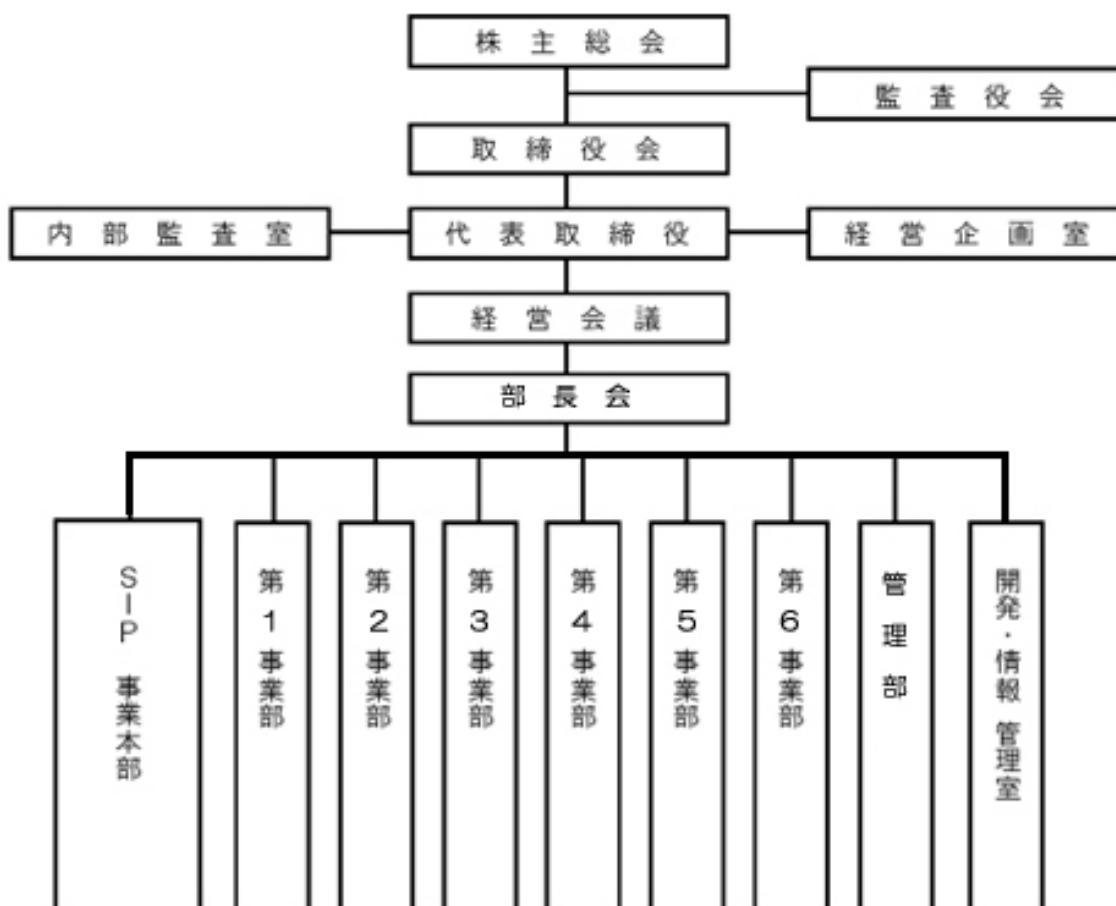 株主総会
監査役会
取締役会
内部監査室
代表取締役
経営企画室
経営会議
部長会
SIP 事業本部
第1事業部
第2事業部
第3事業部
第4事業部
第5事業部
第6事業部
管理部
開発・情報 管理室